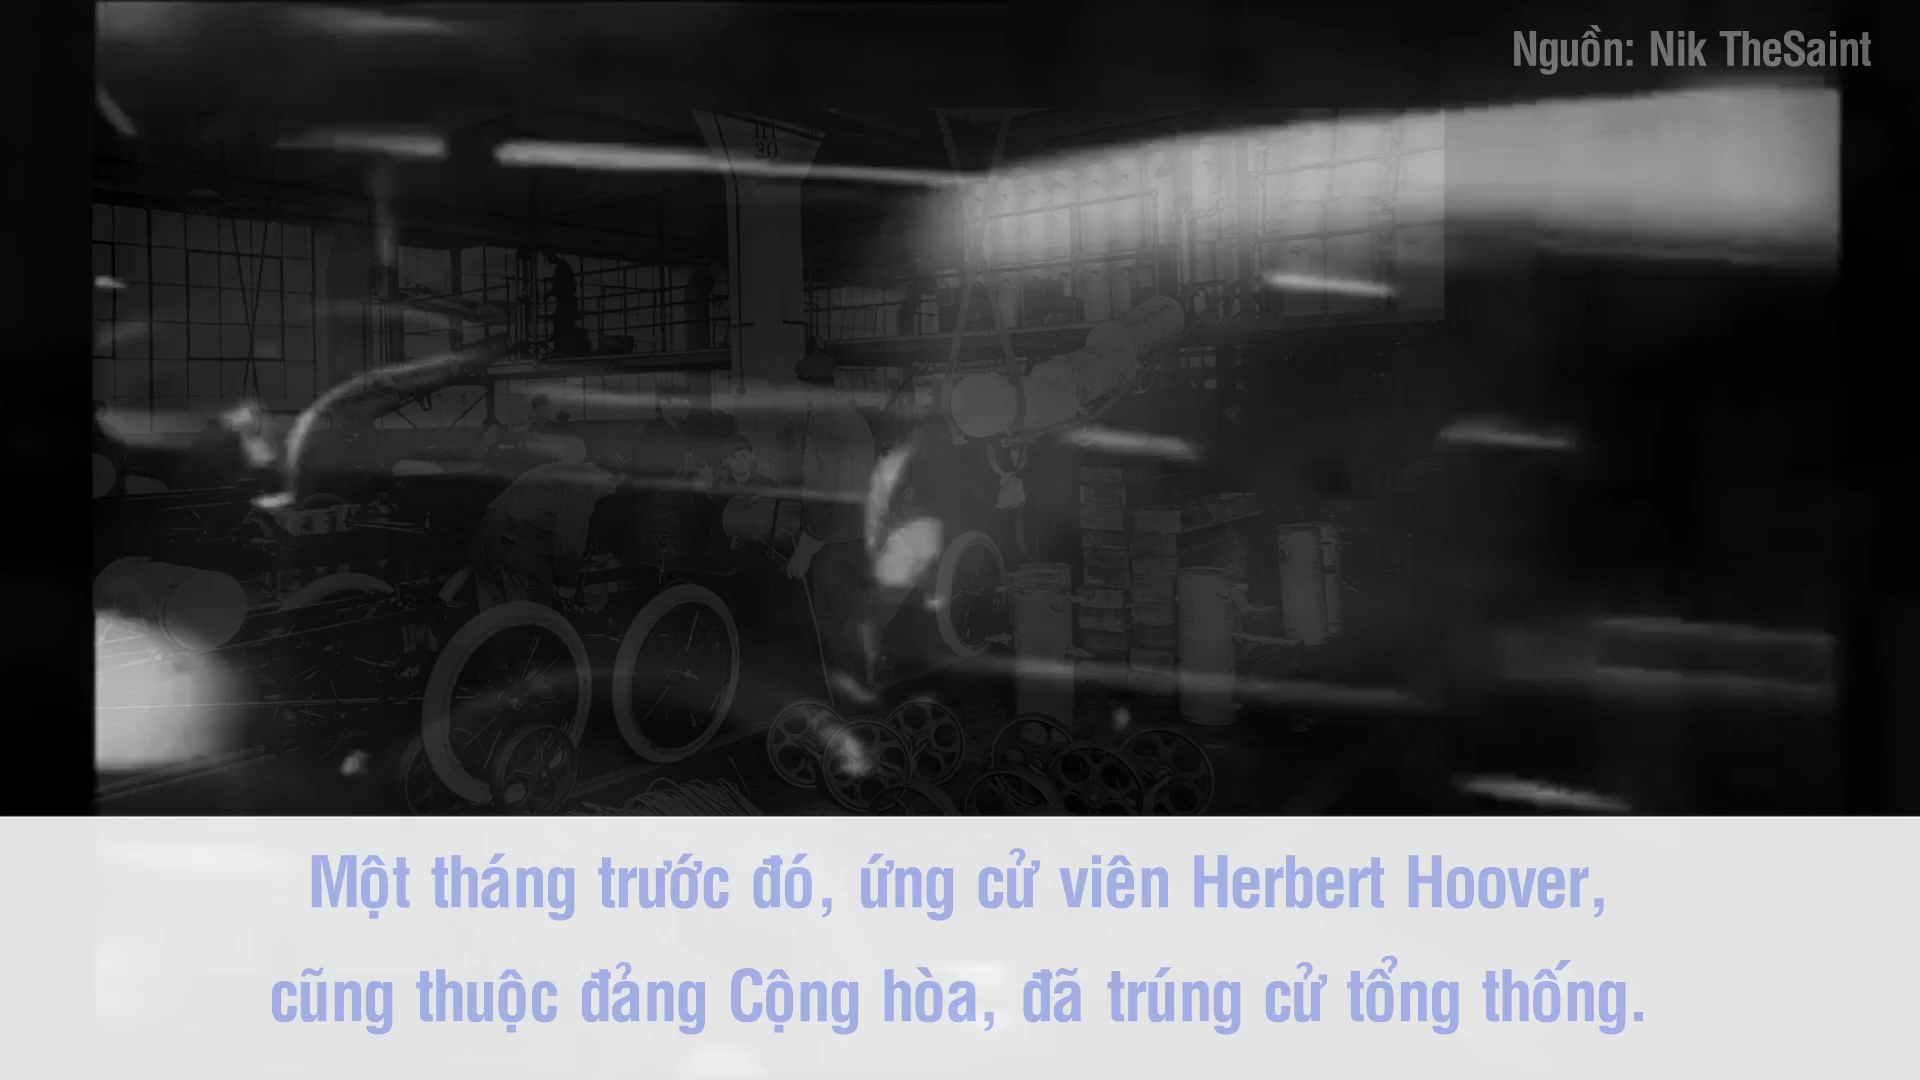 Nguồn: Nik TheSaint
Một tháng trước đó, ứng cử viên Herbert Hoover,
cũng thuộc đảng Cộng hòa, đã trúng cử tổng thống.